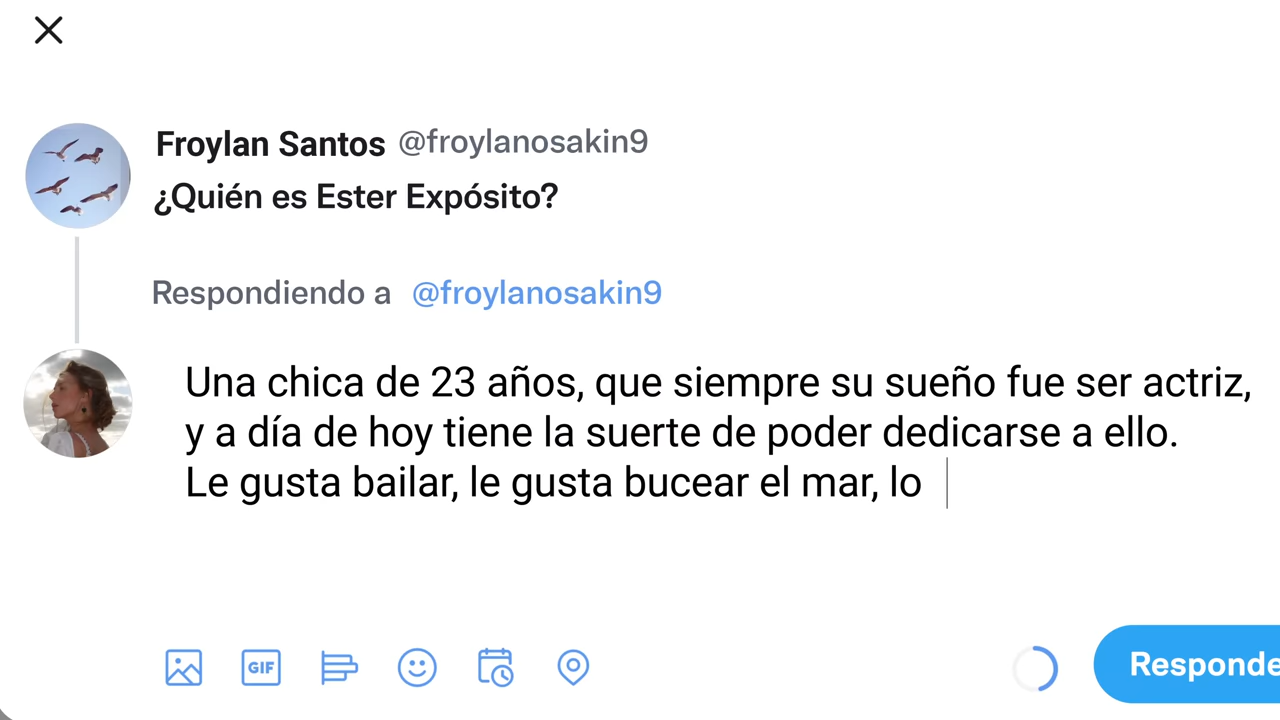 Froylan Santos @froylanosakin9
¿Quién es Ester Expósito?
Respondiendo a @froylanosakin9
Una chica de 23 años, que siempre su sueño fue ser actriz,
y a día de hoy tiene la suerte de poder dedicarse a ello.
Le gusta bailar, le gusta bucear el mar, lo
GIF
Responde